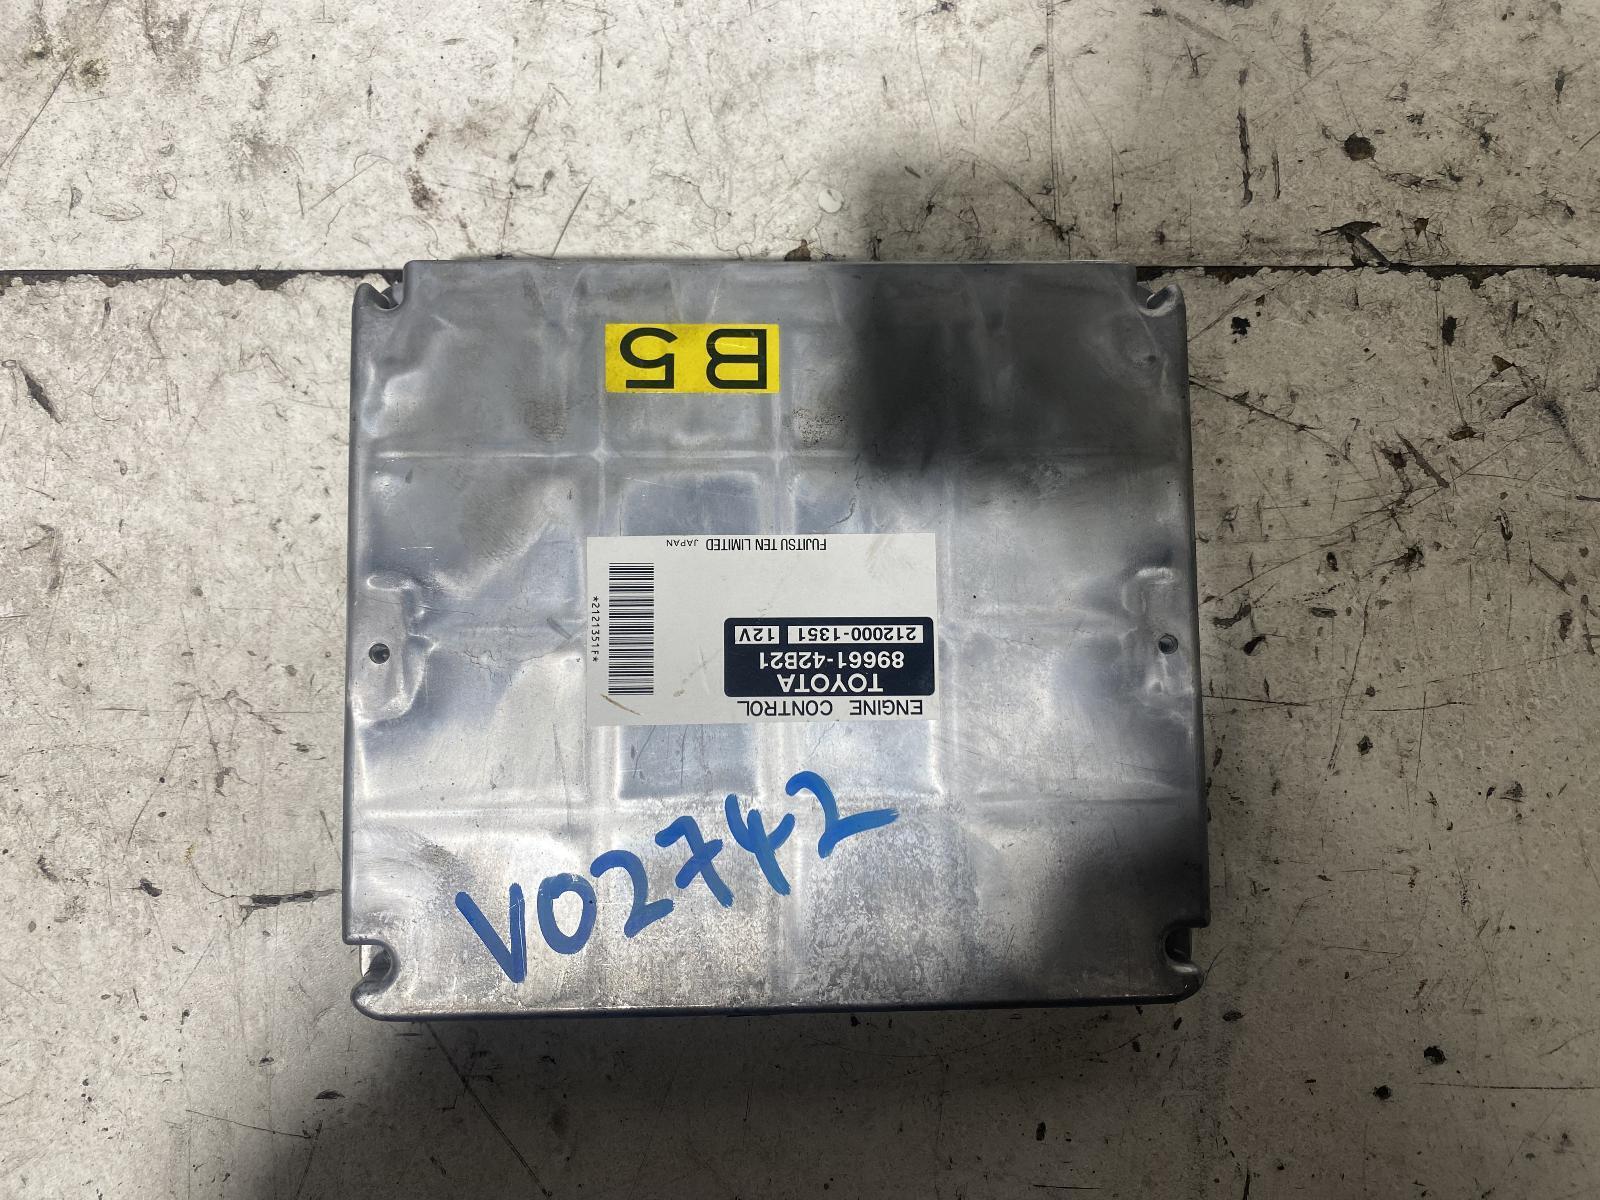 ENGINE CONTROL
TOYOTA
89661-42B21
212000-1351 12V
*2121351F*
FUJITSU TEN LIMITED JAPAN
B5
V02742